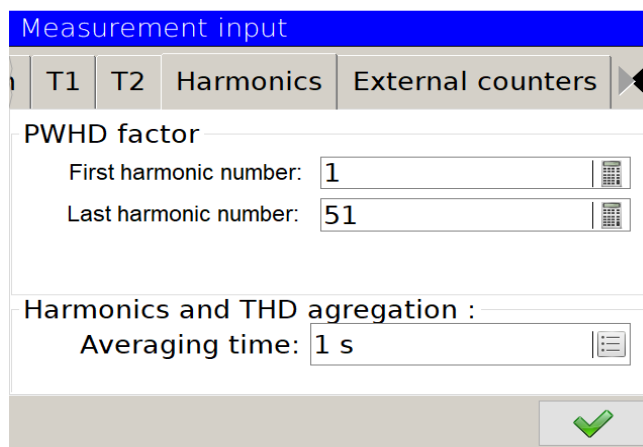 Measurement input
T1 T2 Harmonics External counters
PWHD factor
First harmonic number: 1
Last harmonic number: 51
Harmonics and THD agregation :
Averaging time: 1 s